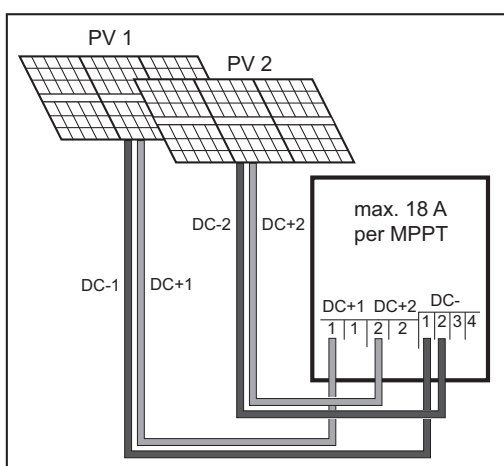 PV 1
PV 2
max. 18 A
per MPPT
DC-2
DC+2
DC-1
DC+1
DC+1 DC+2 DC-
1 1 2 2 1 2 3 4